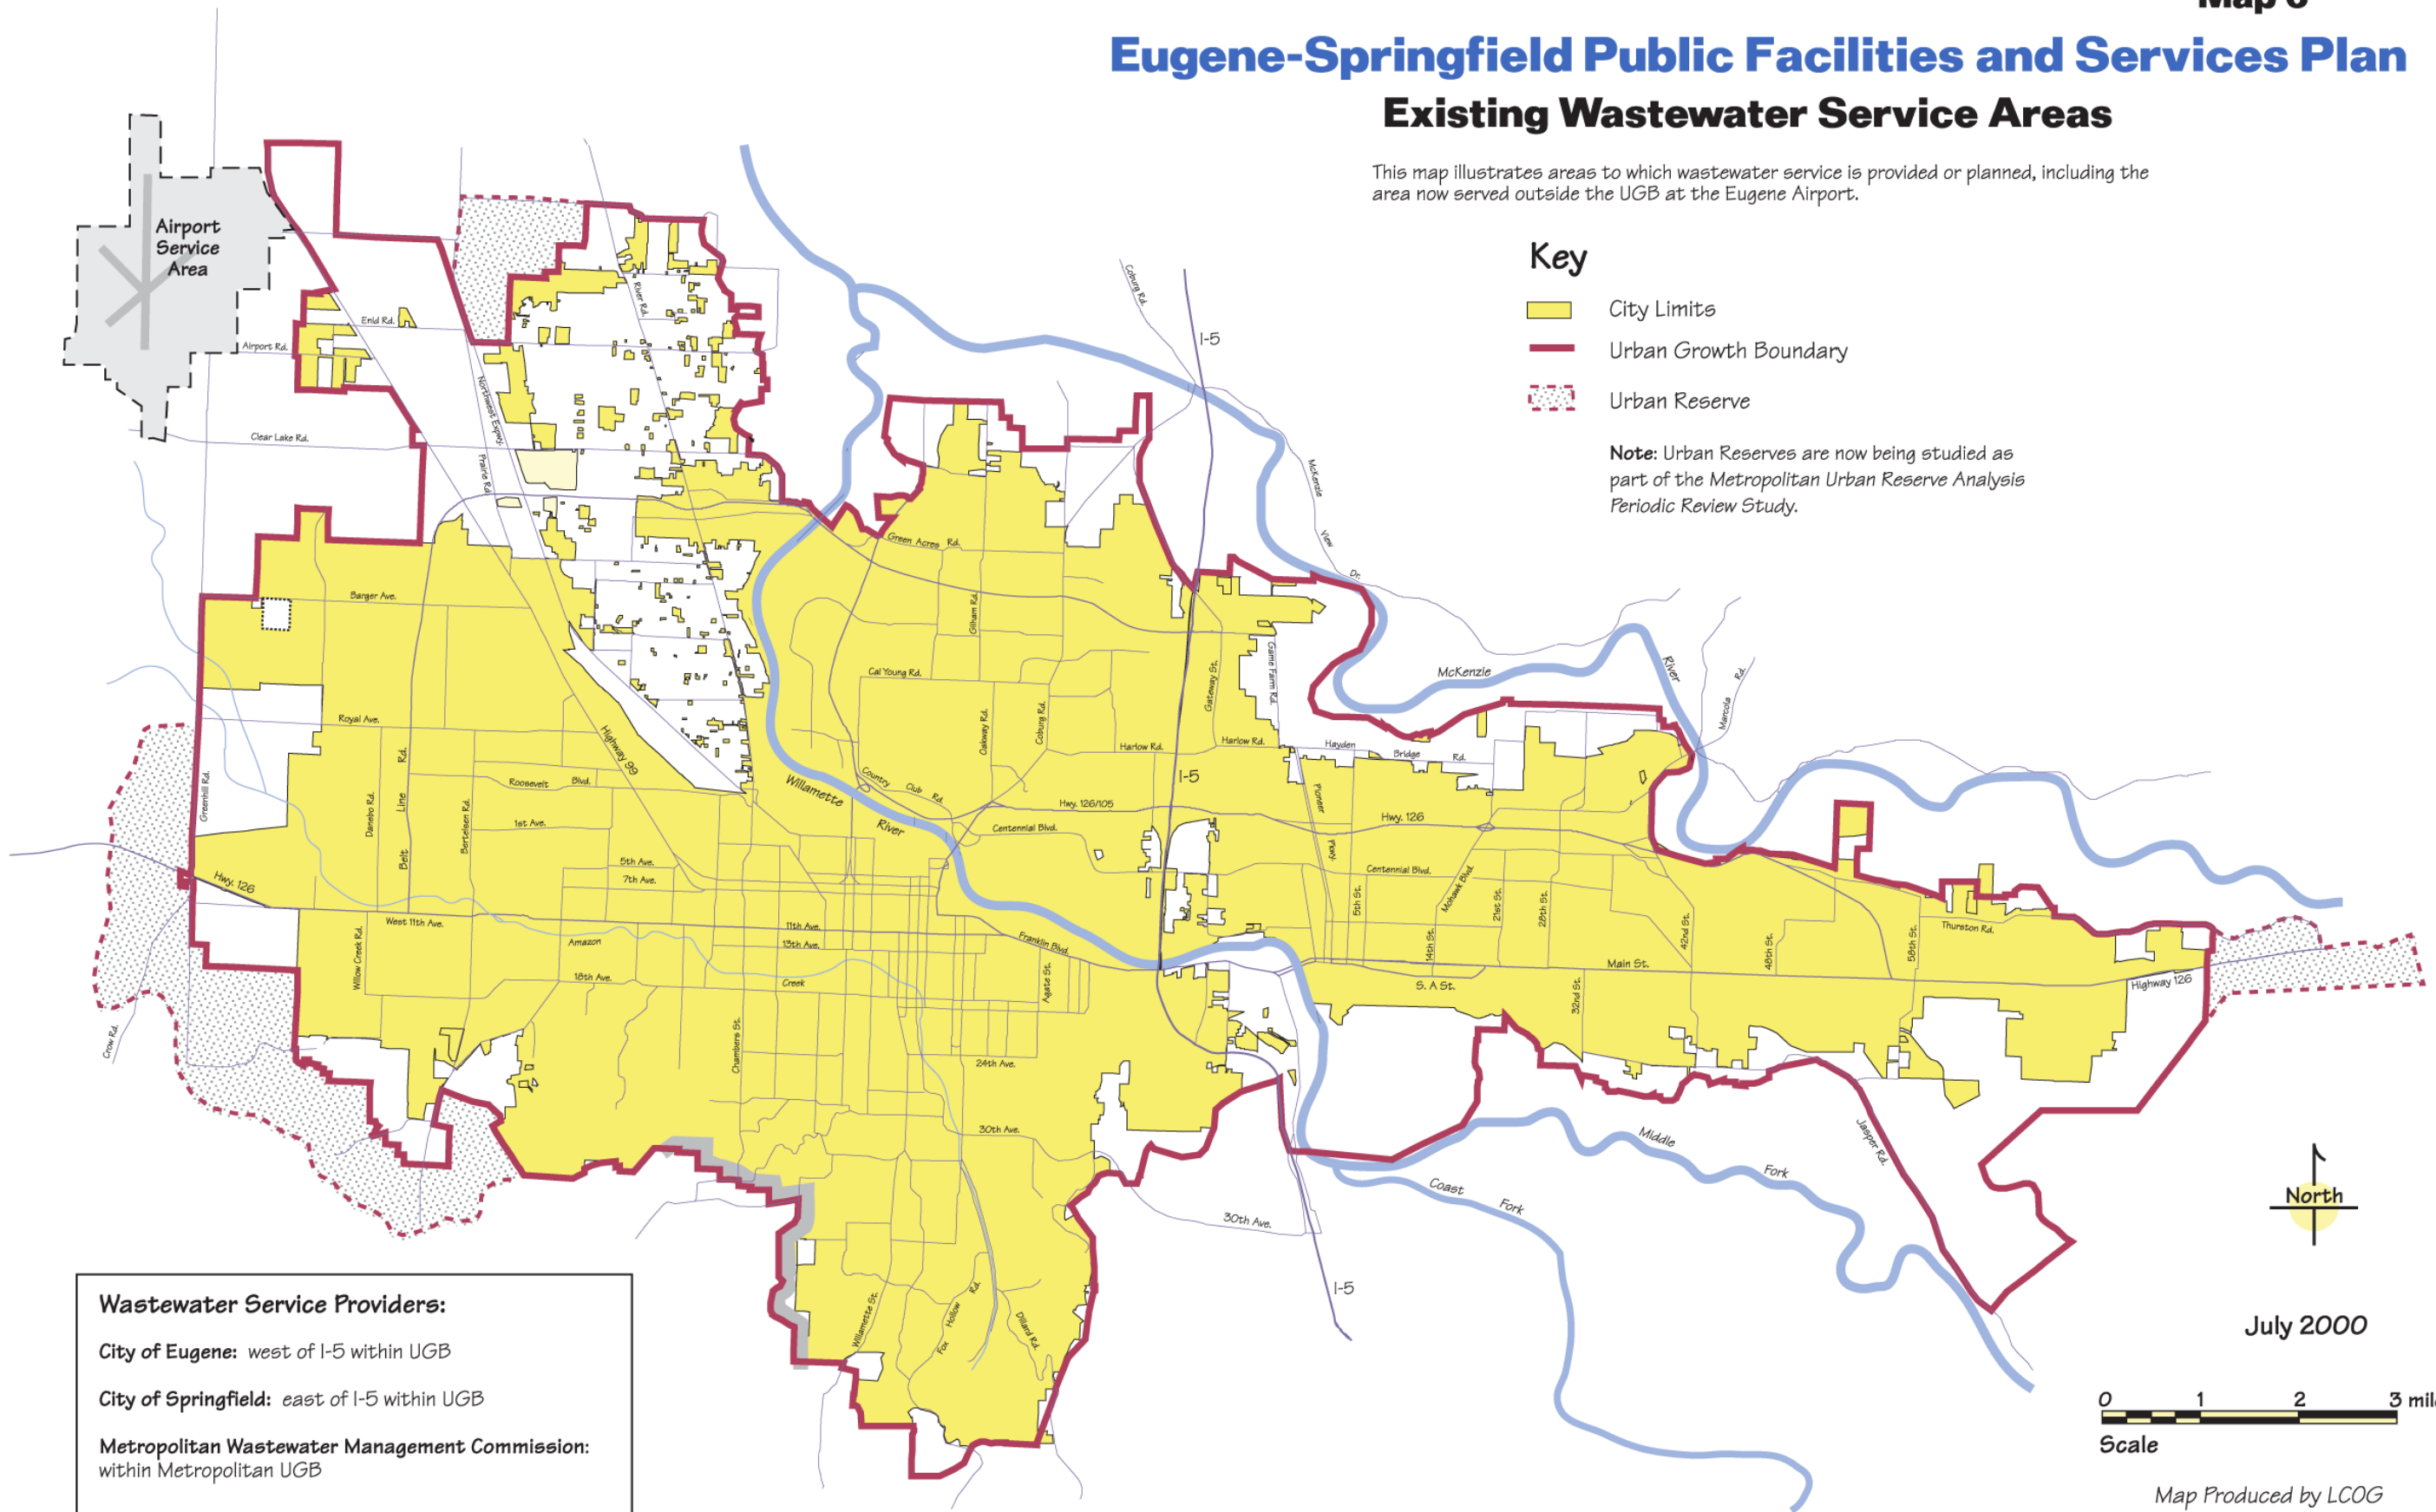 Map 6
Eugene-Springfield Public Facilities and Services Plan
Existing Wastewater Service Areas
This map illustrates areas to which wastewater service is provided or planned, including the
area now served outside the UGB at the Eugene Airport.
Key
City Limits
Urban Growth Boundary
Urban Reserve
Note: Urban Reserves are now being studied as
part of the Metropolitan Urban Reserve Analysis
Periodic Review Study.
Airport
Service
Area
Enid Rd.
Airport Rd.
Clear Lake Rd.
River Rd.
Northwest Expwy.
Prairie Rd.
Coburg Rd.
I-5
McKenzie
View
Dr.
Green Acres Rd.
Barger Ave.
Gilham Rd.
Cal Young Rd.
Gateway St.
Game Farm Rd.
McKenzie
River
Marcola Rd.
Royal Ave.
Highway 99
Oakway Rd.
Coburg Rd.
Harlow Rd.
Harlow Rd.
Hayden
Bridge
Rd.
Greenhill Rd.
Danebo Rd.
Belt Line Rd.
Bertelsen Rd.
Roosevelt Blvd.
1st Ave.
Willamette
River
Country Club Rd.
I-5
Hwy. 126/105
Centennial Blvd.
Pioneer
Pkwy.
Hwy. 126
5th Ave.
7th Ave.
Hwy. 126
Centennial Blvd.
5th St.
Mohawk Blvd.
14th St.
21st St.
28th St.
42nd St.
48th St.
58th St.
Thurston Rd.
West 11th Ave.
11th Ave.
13th Ave.
Franklin Blvd.
Willow Creek Rd.
Amazon
Creek
18th Ave.
Agate St.
Main St.
S. A St.
32nd St.
Highway 126
Crow Rd.
Chambers St.
24th Ave.
30th Ave.
Jasper Rd.
Middle
Fork
Coast
Fork
30th Ave.
I-5
Willamette St.
Fox Hollow Rd.
Dillard Rd.
North
July 2000
0 1 2 3 mil
Scale
Map Produced by LCOG
Wastewater Service Providers:
City of Eugene: west of I-5 within UGB
City of Springfield: east of I-5 within UGB
Metropolitan Wastewater Management Commission:
within Metropolitan UGB